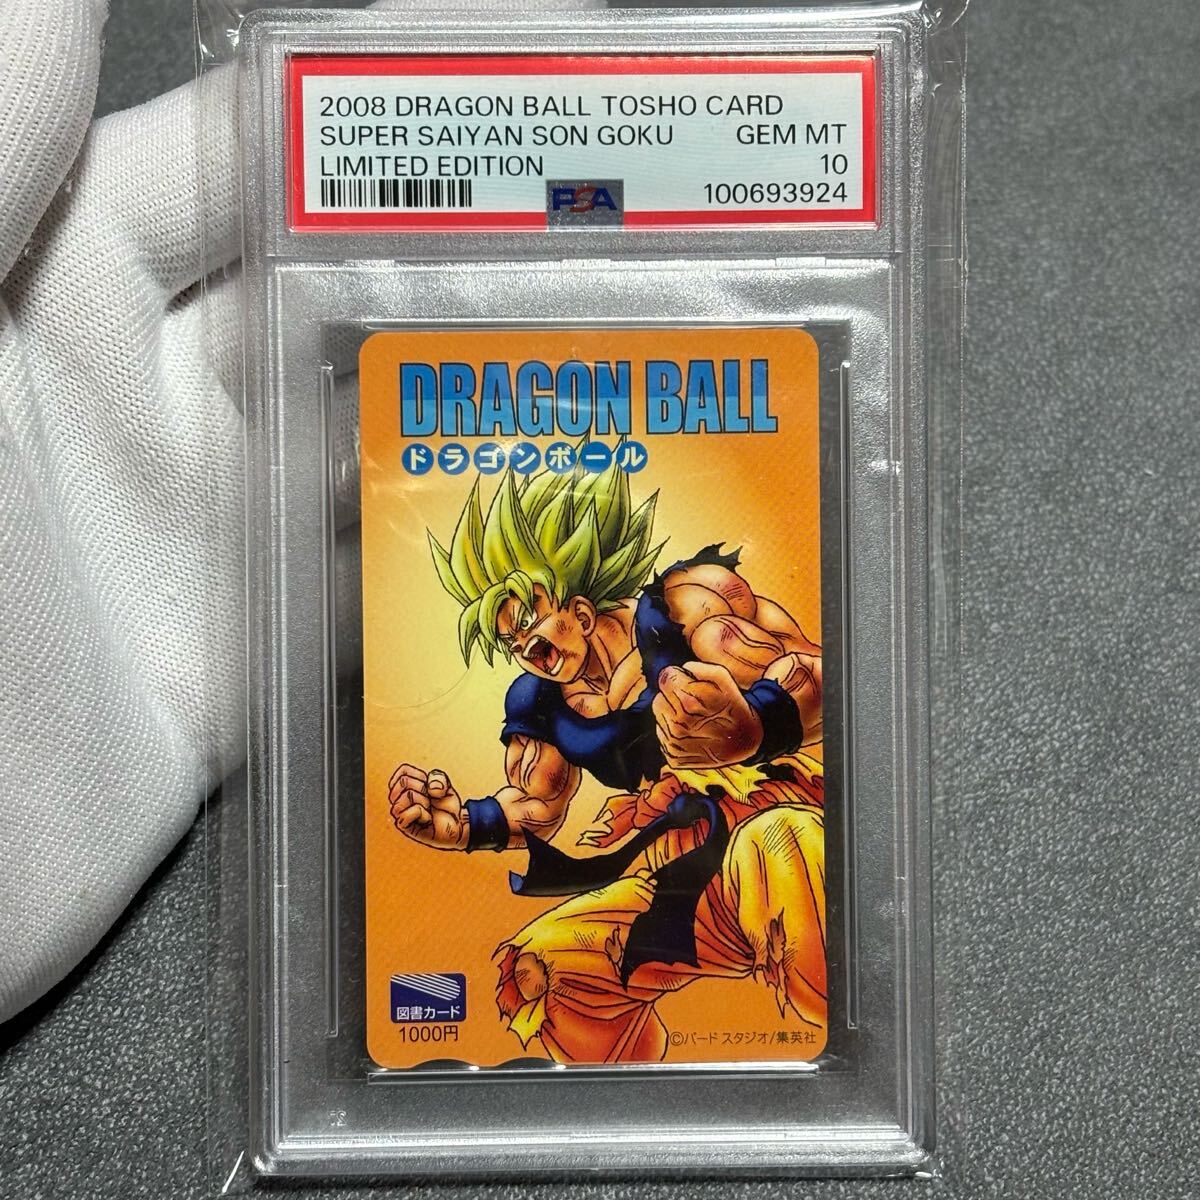 2008 DRAGON BALL TOSHO CARD
SUPER SAIYAN SON GOKU GEM MT
LIMITED EDITION 10
PSA 100693924
DRAGON BALL
ドラゴンボール
図書カード
1000円
©バードスタジオ/集英社